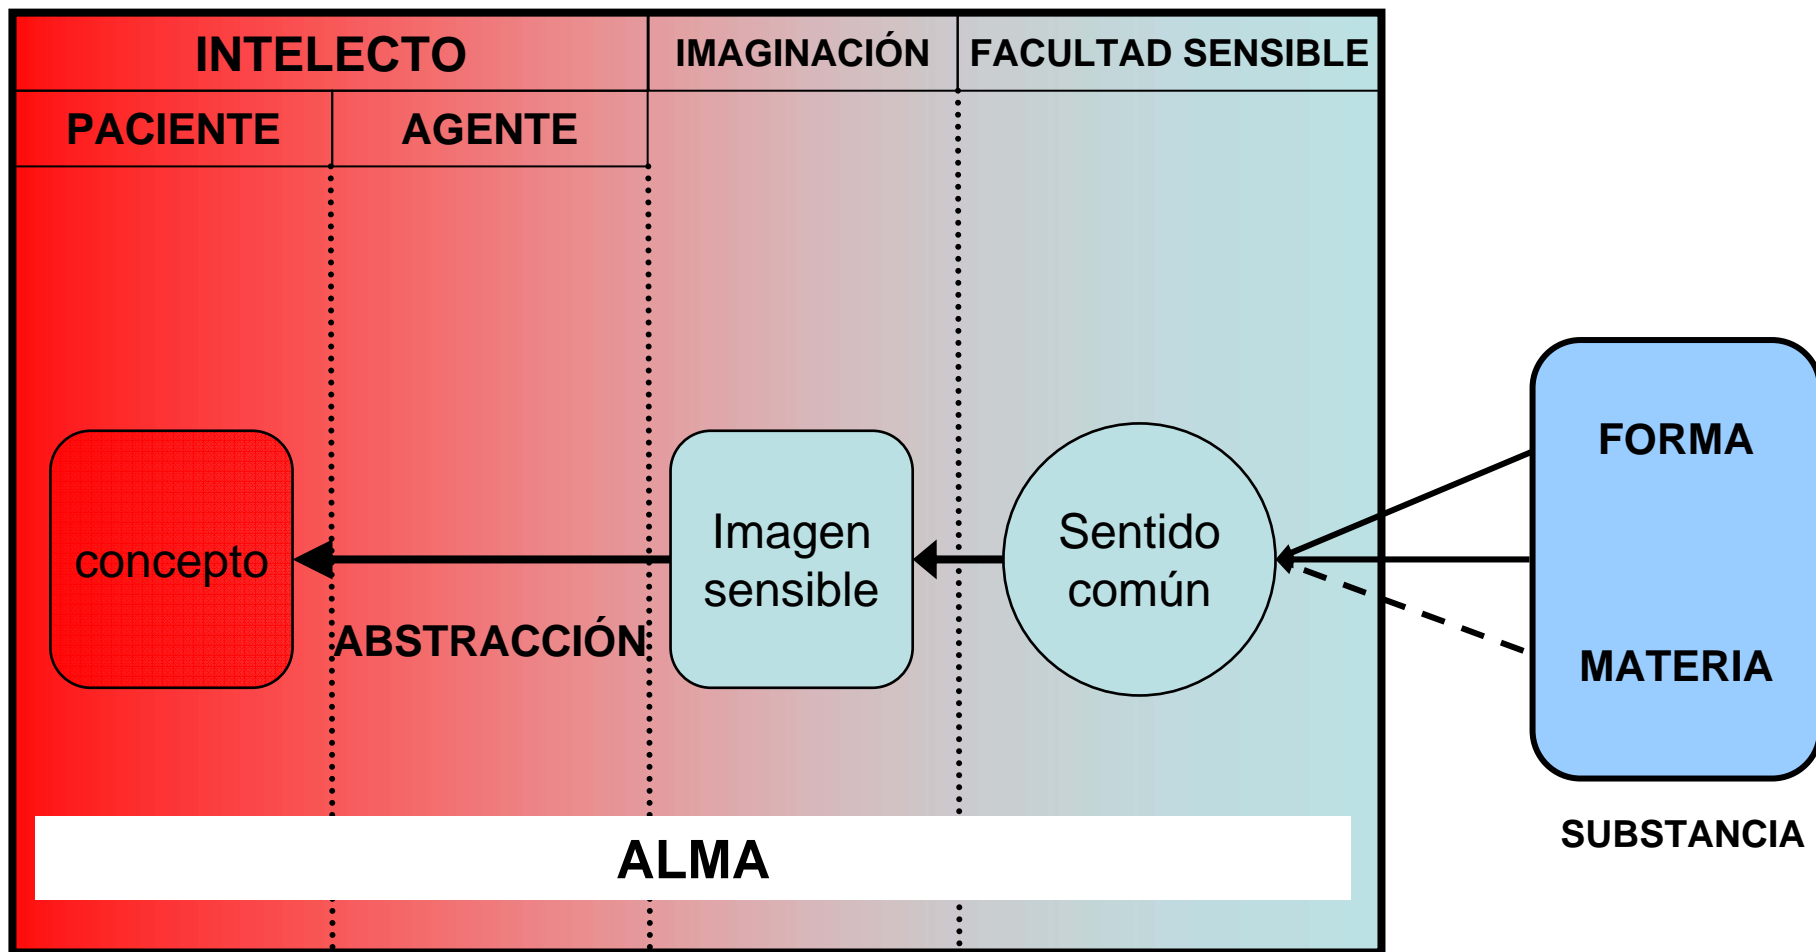 INTELECTO
IMAGINACIÓN
FACULTAD SENSIBLE
PACIENTE
AGENTE
concepto
ABSTRACCIÓN
Imagen
sensible
Sentido
común
FORMA
MATERIA
SUBSTANCIA
ALMA